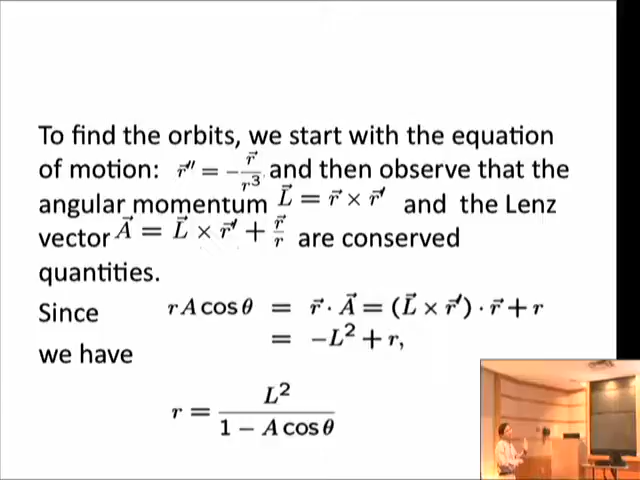 To find the orbits, we start with the equation
of motion: r⃗″ = −r⃗/r³ and then observe that the
angular momentum L⃗ = r⃗ × r⃗′ and the Lenz
vector A⃗ = L⃗ × r⃗′ + r⃗/r are conserved
quantities.
Since rA cos θ = r⃗ · A⃗ = (L⃗ × r⃗′) · r⃗ + r
we have = −L² + r,
r = L²/(1 − A cos θ)